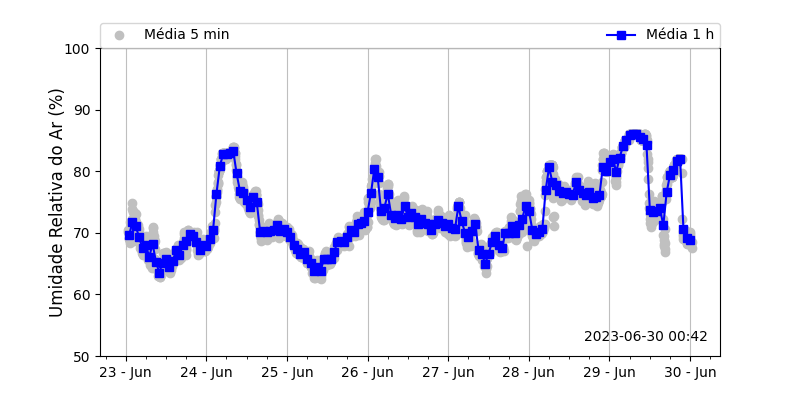 Média 5 min
Média 1 h
Umidade Relativa do Ar (%)
100
90
80
70
60
50
2023-06-30 00:42
23 - Jun
24 - Jun
25 - Jun
26 - Jun
27 - Jun
28 - Jun
29 - Jun
30 - Jun